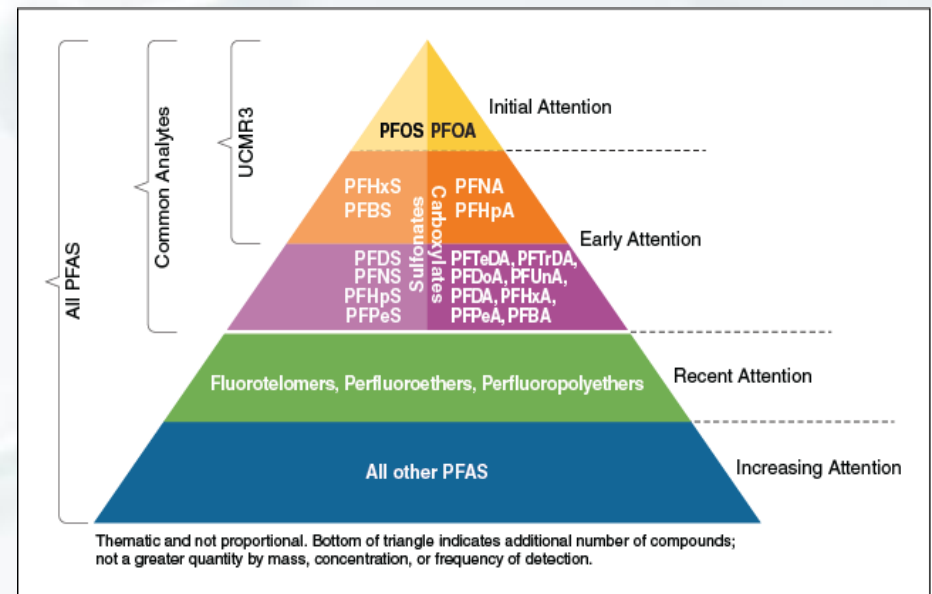 All PFAS
Common Analytes
UCMR3
PFOS PFOA
Initial Attention
PFHxS
PFBS
Sulfonates
Carboxylates
PFNA
PFHpA
Early Attention
PFDS
PFNS
PFHpS
PFPeS
PFTeDA, PFTrDA,
PFDoA, PFUnA,
PFDA, PFHxA,
PFPeA, PFBA
Fluorotelomers, Perfluoroethers, Perfluoropolyethers
Recent Attention
All other PFAS
Increasing Attention
Thematic and not proportional. Bottom of triangle indicates additional number of compounds;
not a greater quantity by mass, concentration, or frequency of detection.